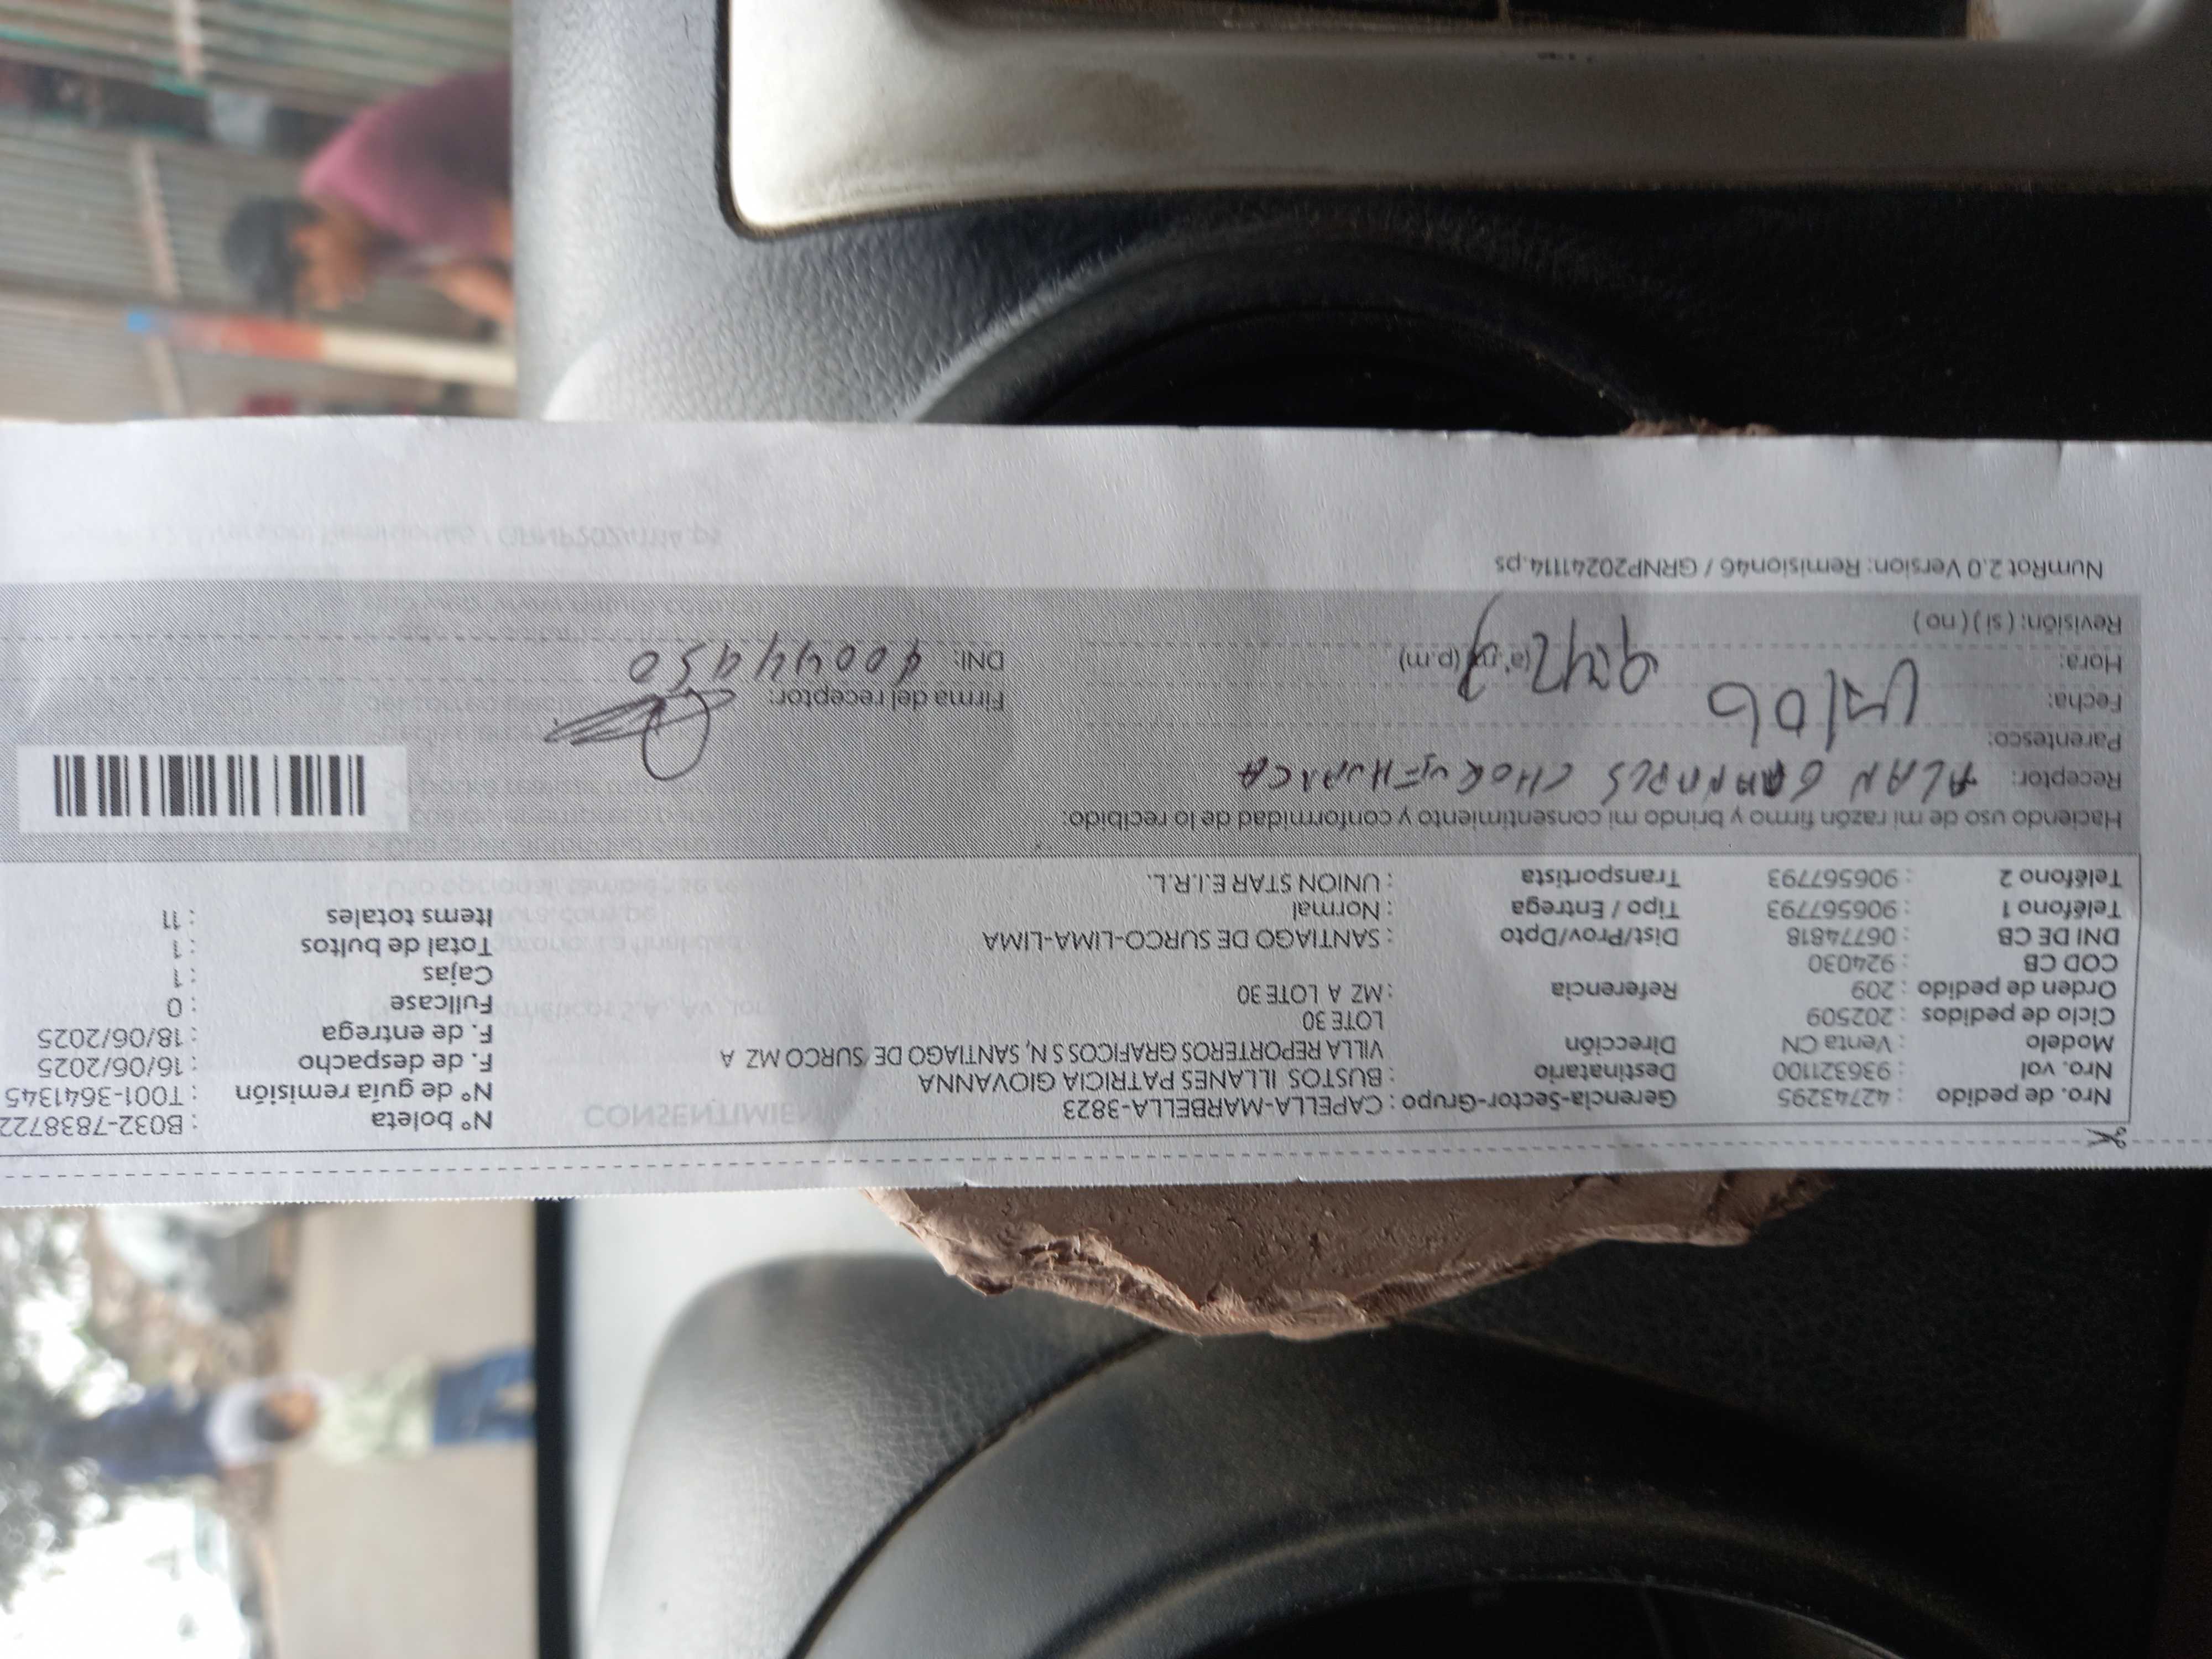 Nro. de pedido : 42743295 Gerencia-Sector-Grupo : CAPELLA-MARBELLA-3823 N° boleta : B032-7838722
Nro. vol : 936321100 Destinatario : BUSTOS ILLANES PATRICIA GIOVANNA N° de guía remisión : T001-3641345
Modelo : Venta CN Dirección VILLA REPORTEROS GRAFICOS S N, SANTIAGO DE SURCO MZ A F. de despacho : 16/06/2025
Ciclo de pedidos : 202509 LOTE 30 F. de entrega : 18/06/2025
Orden de pedido : 209 Referencia : MZ A LOTE 30 Fullcase : 0
COD CB : 924030 Cajas : 1
DNI DE CB : 06774818 Dist/Prov/Dpto : SANTIAGO DE SURCO-LIMA-LIMA Total de bultos : 1
Teléfono 1 : 906567793 Tipo / Entrega : Normal Items totales : 11
Teléfono 2 : 906567793 Transportista : UNION STAR E.I.R.L.
Haciendo uso de mi razón firmo y brindo mi consentimiento y conformidad de lo recibido:
Receptor: ALAN
Parentesco:
Fecha: Firma del receptor:
Hora: 9:42 (a.m) (p.m) DNI:
Revisión: ( si ) ( no )
NumRot 2.0 Version: Remision46 / GRNP20241114.ps
CONSENTIMIE